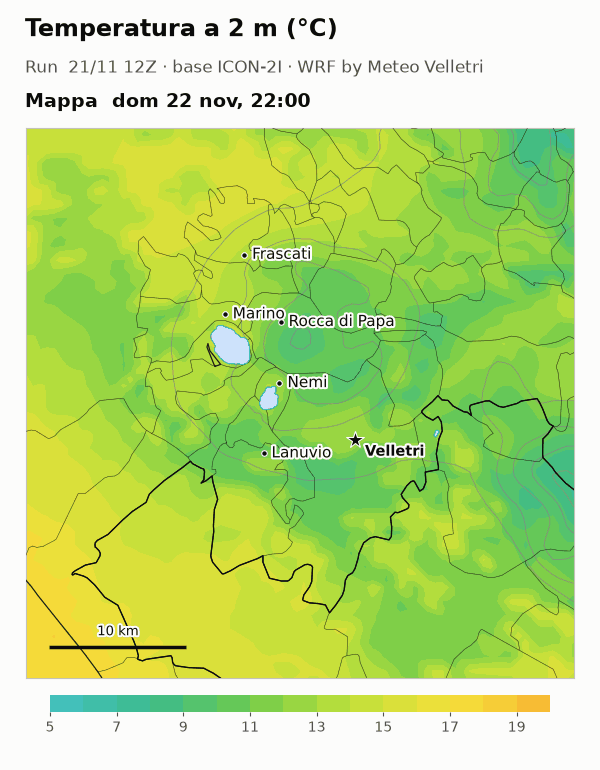 Temperatura a 2 m (°C)
Run  21/11 12Z · base ICON-2I · WRF by Meteo Velletri
Mappa  dom 22 nov, 22:00
Frascati
Marino
Rocca di Papa
Nemi
Velletri
Lanuvio
10 km
5 7 9 11 13 15 17 19